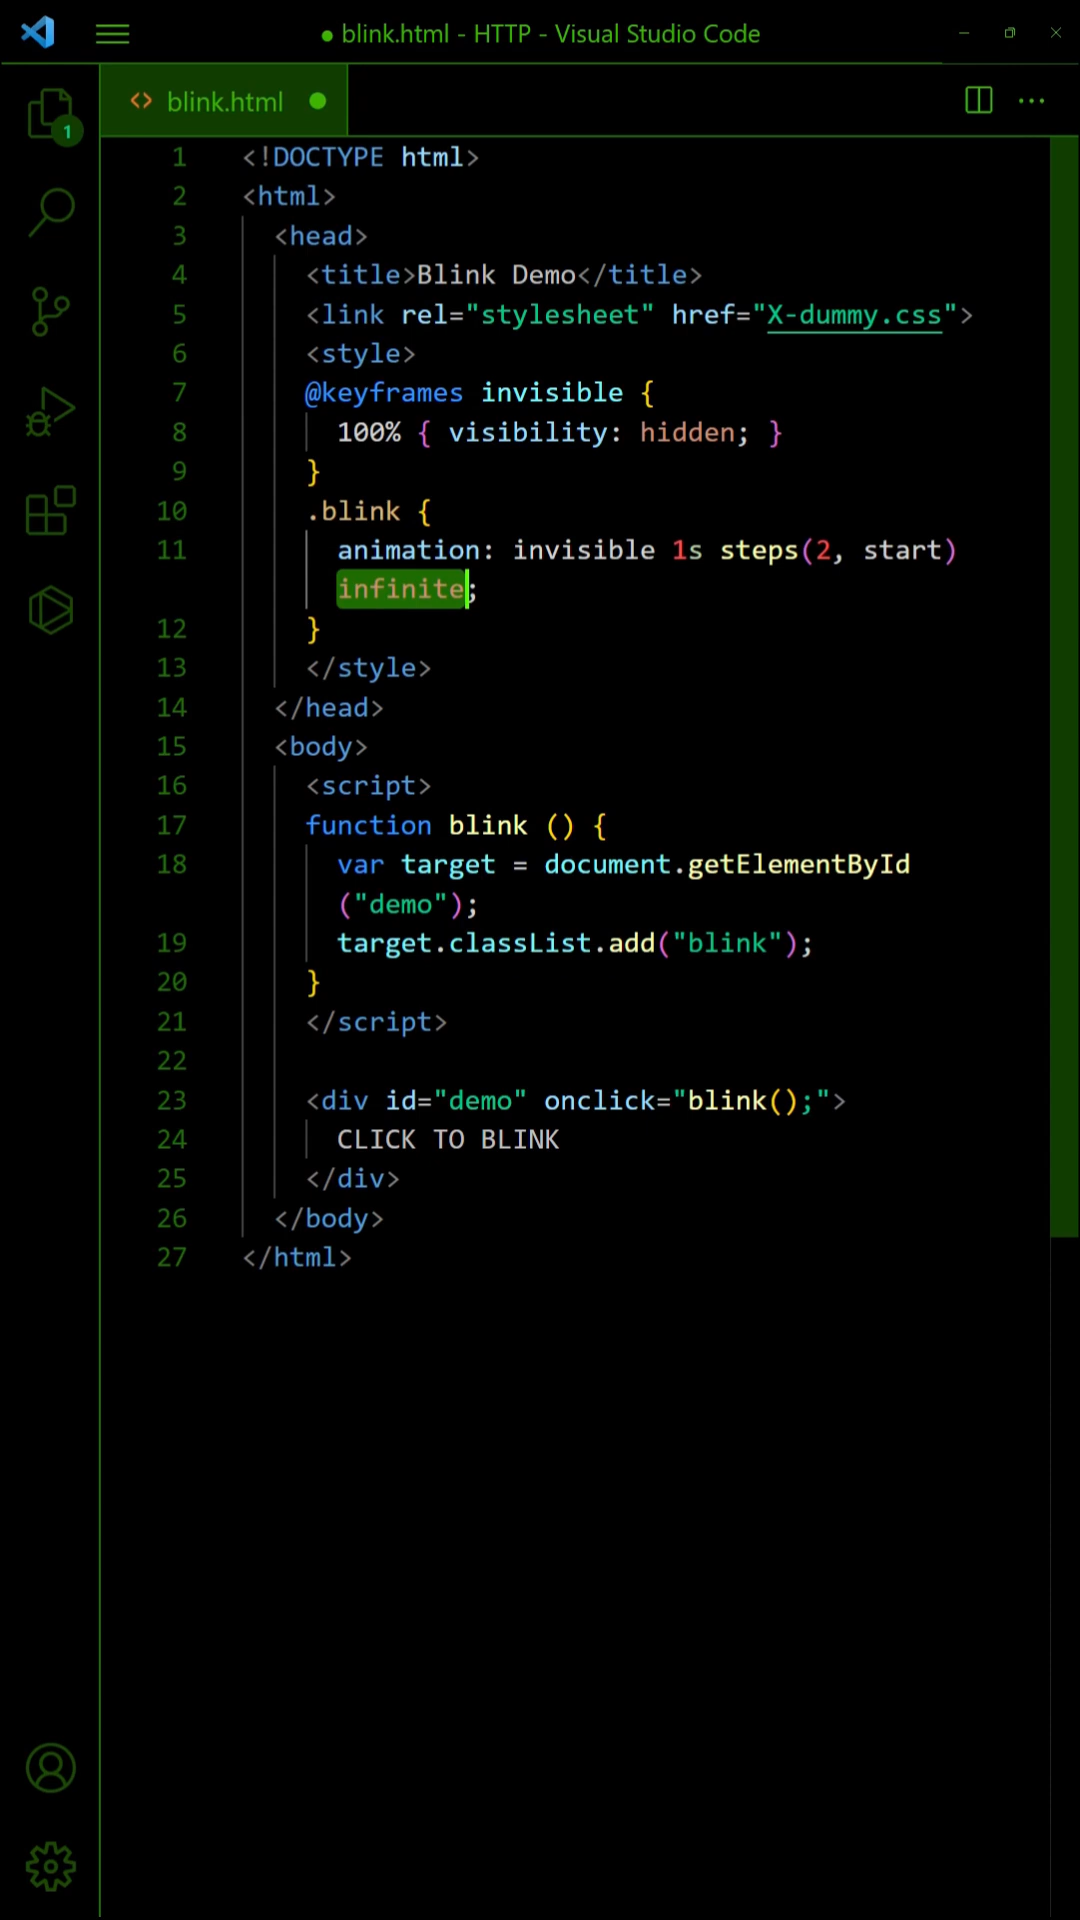 ● blink.html - HTTP - Visual Studio Code
<> blink.html ●
1
1 <!DOCTYPE html>
2 <html>
3 <head>
4 <title>Blink Demo</title>
5 <link rel="stylesheet" href="X-dummy.css">
6 <style>
7 @keyframes invisible {
8 100% { visibility: hidden; }
9 }
10 .blink {
11 animation: invisible 1s steps(2, start)
infinite;
12 }
13 </style>
14 </head>
15 <body>
16 <script>
17 function blink () {
18 var target = document.getElementById
("demo");
19 target.classList.add("blink");
20 }
21 </script>
22
23 <div id="demo" onclick="blink();">
24 CLICK TO BLINK
25 </div>
26 </body>
27 </html>